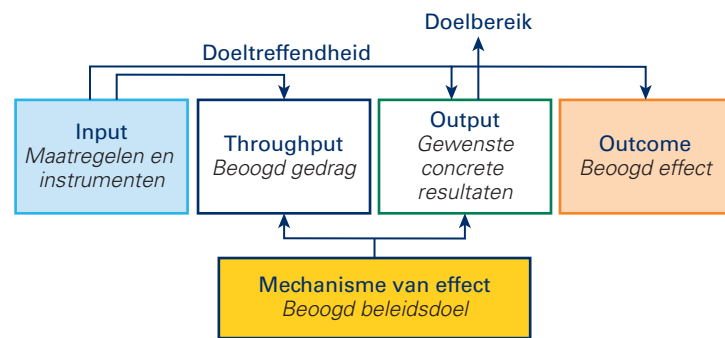 Doelbereik
Doeltreffendheid
Input
Maatregelen en
instrumenten
Throughput
Beoogd gedrag
Output
Gewenste
concrete
resultaten
Outcome
Beoogd effect
Mechanisme van effect
Beoogd beleidsdoel